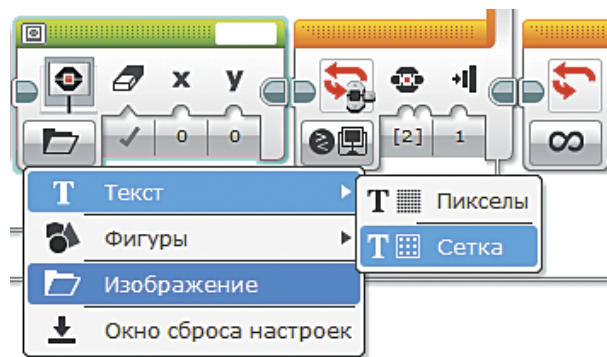 x y
0 0 [2] 1
Текст
Пикселы
Фигуры
Сетка
Изображение
Окно сброса настроек